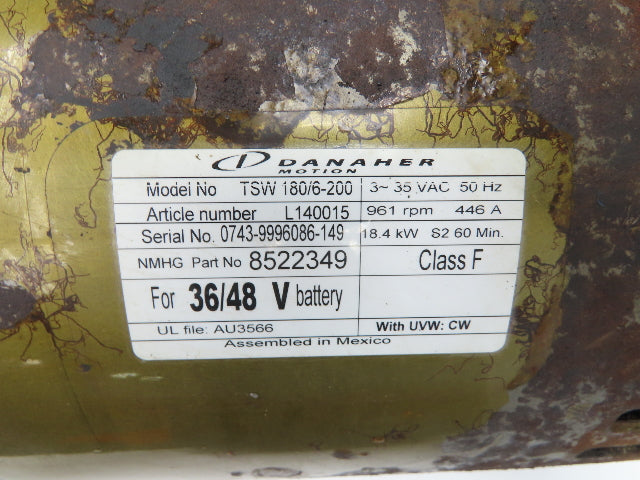 DANAHER
MOTION
Model No TSW 180/6-200 3~ 35 VAC 50 Hz
Article number L140015 961 rpm 446 A
Serial No. 0743-9996086-149 18.4 kW S2 60 Min.
NMHG Part No 8522349 Class F
For 36/48 V battery
UL file: AU3566 With UVW: CW
Assembled in Mexico